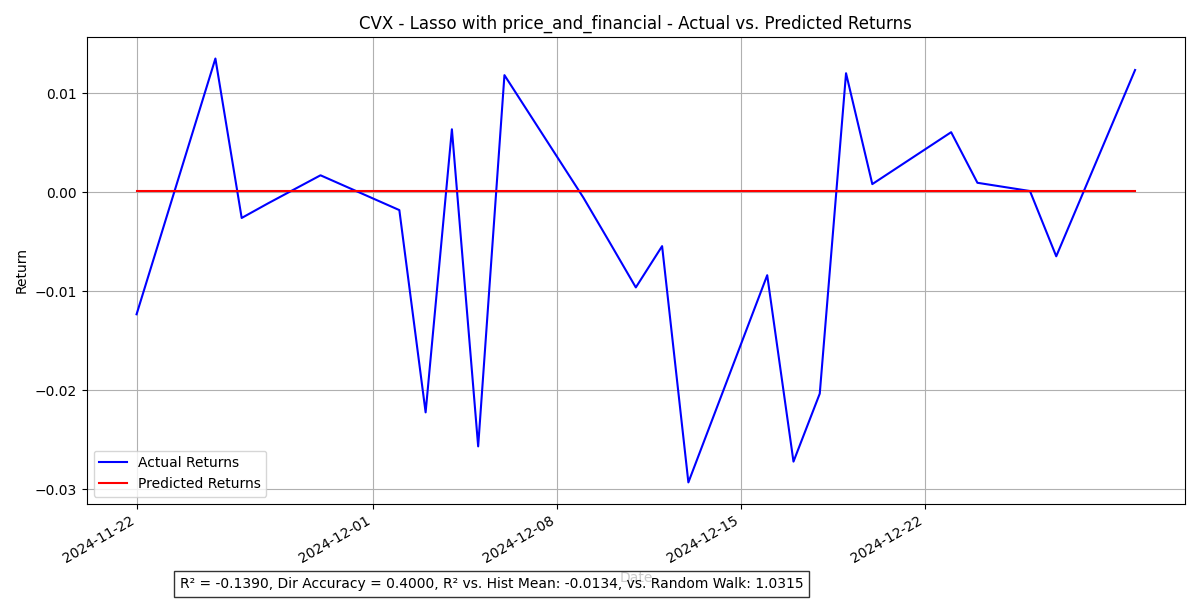 CVX - Lasso with price_and_financial - Actual vs. Predicted Returns
0.01
0.00
−0.01
−0.02
−0.03
Return
Actual Returns
Predicted Returns
2024-11-22
2024-12-01
2024-12-08
2024-12-15
2024-12-22
Date
R² = -0.1390, Dir Accuracy = 0.4000, R² vs. Hist Mean: -0.0134, vs. Random Walk: 1.0315